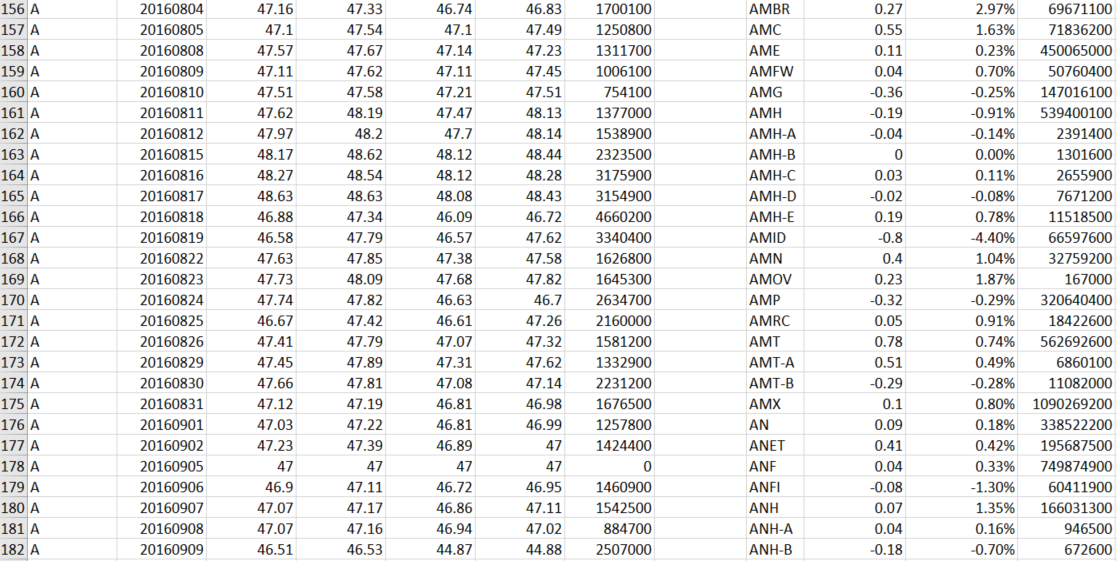 156 A 20160804 47.16 47.33 46.74 46.83 1700100 AMBR 0.27 2.97% 69671100
157 A 20160805 47.1 47.54 47.1 47.49 1250800 AMC 0.55 1.63% 71836200
158 A 20160808 47.57 47.67 47.14 47.23 1311700 AME 0.11 0.23% 450065000
159 A 20160809 47.11 47.62 47.11 47.45 1006100 AMFW 0.04 0.70% 50760400
160 A 20160810 47.51 47.58 47.21 47.51 754100 AMG -0.36 -0.25% 147016100
161 A 20160811 47.62 48.19 47.47 48.13 1377000 AMH -0.19 -0.91% 539400100
162 A 20160812 47.97 48.2 47.7 48.14 1538900 AMH-A -0.04 -0.14% 2391400
163 A 20160815 48.17 48.62 48.12 48.44 2323500 AMH-B 0 0.00% 1301600
164 A 20160816 48.27 48.54 48.12 48.28 3175900 AMH-C 0.03 0.11% 2655900
165 A 20160817 48.63 48.63 48.08 48.43 3154900 AMH-D -0.02 -0.08% 7671200
166 A 20160818 46.88 47.34 46.09 46.72 4660200 AMH-E 0.19 0.78% 11518500
167 A 20160819 46.58 47.79 46.57 47.62 3340400 AMID -0.8 -4.40% 66597600
168 A 20160822 47.63 47.85 47.38 47.58 1626800 AMN 0.4 1.04% 32759200
169 A 20160823 47.73 48.09 47.68 47.82 1645300 AMOV 0.23 1.87% 167000
170 A 20160824 47.74 47.82 46.63 46.7 2634700 AMP -0.32 -0.29% 320640400
171 A 20160825 46.67 47.42 46.61 47.26 2160000 AMRC 0.05 0.91% 18422600
172 A 20160826 47.41 47.79 47.07 47.32 1581200 AMT 0.78 0.74% 562692600
173 A 20160829 47.45 47.89 47.31 47.62 1332900 AMT-A 0.51 0.49% 6860100
174 A 20160830 47.66 47.81 47.08 47.14 2231200 AMT-B -0.29 -0.28% 11082000
175 A 20160831 47.12 47.19 46.81 46.98 1676500 AMX 0.1 0.80% 1090269200
176 A 20160901 47.03 47.22 46.81 46.99 1257800 AN 0.09 0.18% 338522200
177 A 20160902 47.23 47.39 46.89 47 1424400 ANET 0.41 0.42% 195687500
178 A 20160905 47 47 47 47 0 ANF 0.04 0.33% 749874900
179 A 20160906 46.9 47.11 46.72 46.95 1460900 ANFI -0.08 -1.30% 60411900
180 A 20160907 47.07 47.17 46.86 47.11 1542500 ANH 0.07 1.35% 166031300
181 A 20160908 47.07 47.16 46.94 47.02 884700 ANH-A 0.04 0.16% 946500
182 A 20160909 46.51 46.53 44.87 44.88 2507000 ANH-B -0.18 -0.70% 672600